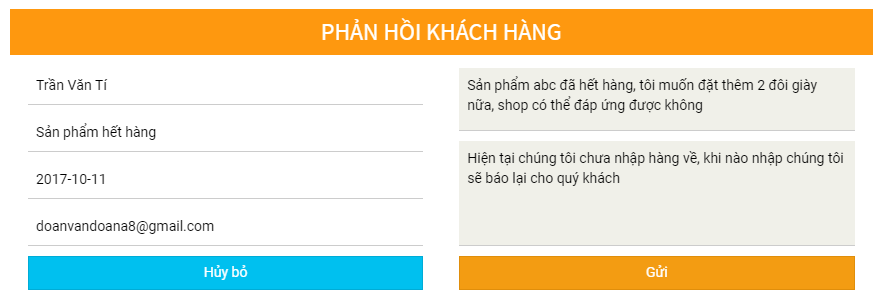 PHẢN HỒI KHÁCH HÀNG
Trần Văn Tí
Sản phẩm hết hàng
2017-10-11
doanvandoana8@gmail.com
Hủy bỏ
Sản phẩm abc đã hết hàng, tôi muốn đặt thêm 2 đôi giày
nữa, shop có thể đáp ứng được không
Hiện tại chúng tôi chưa nhập hàng về, khi nào nhập chúng tôi
sẽ báo lại cho quý khách
Gửi